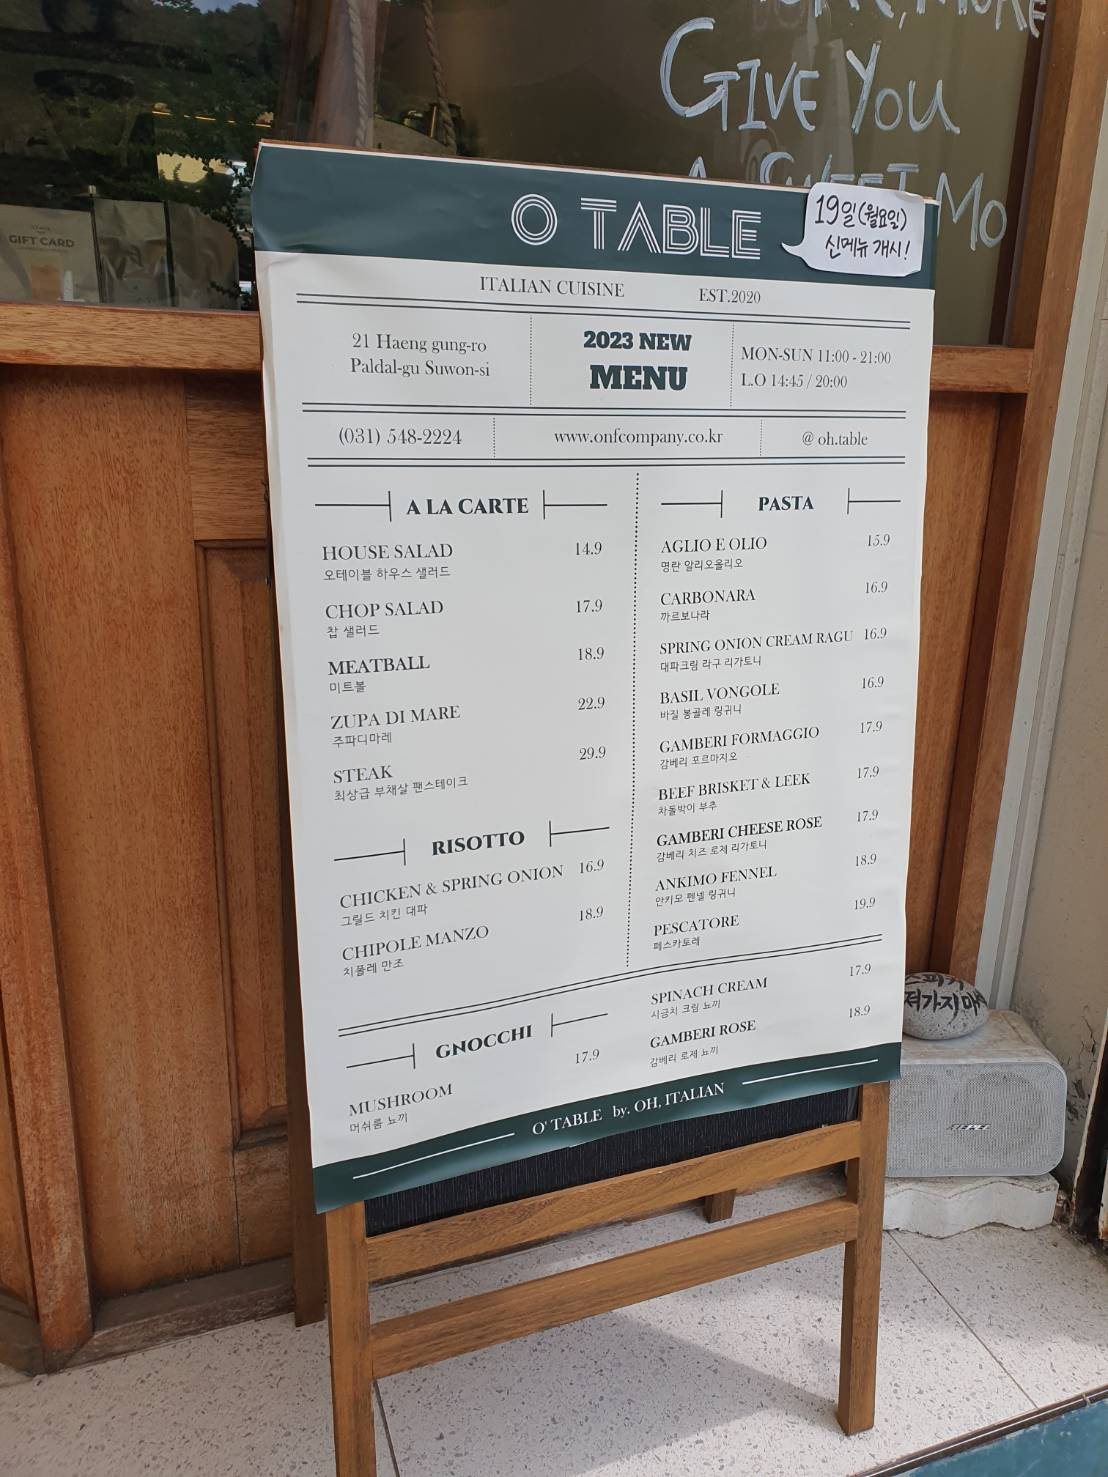 GIVE YOU
GIFT CARD
O TABLE
19일(월요일)
신메뉴 개시!
ITALIAN CUISINE EST.2020
21 Haeng gung-ro
Paldal-gu Suwon-si
2023 NEW
MENU
MON-SUN 11:00 - 21:00
L.O 14:45 / 20:00
(031) 548-2224
www.onfcompany.co.kr
@ oh.table
A LA CARTE
HOUSE SALAD 14.9
오테이블 하우스 샐러드
CHOP SALAD 17.9
찹 샐러드
MEATBALL 18.9
미트볼
ZUPA DI MARE 22.9
주파디마레
STEAK 29.9
최상급 부채살 팬스테이크
RISOTTO
CHICKEN & SPRING ONION 16.9
그릴드 치킨 대파
CHIPOLE MANZO 18.9
치폴레 만조
PASTA
AGLIO E OLIO 15.9
명란 알리오올리오
CARBONARA 16.9
까르보나라
SPRING ONION CREAM RAGU 16.9
대파크림 라구 리가토니
BASIL VONGOLE 16.9
바질 봉골레 링귀니
GAMBERI FORMAGGIO 17.9
감베리 포르마지오
BEEF BRISKET & LEEK 17.9
차돌박이 부추
GAMBERI CHEESE ROSE 17.9
감베리 치즈 로제 리가토니
ANKIMO FENNEL 18.9
안키모 펜넬 링귀니
PESCATORE 19.9
페스카토레
GNOCCHI
MUSHROOM 17.9
머쉬룸 뇨끼
SPINACH CREAM 17.9
시금치 크림 뇨끼
GAMBERI ROSE 18.9
감베리 로제 뇨끼
O' TABLE by. OH, ITALIAN